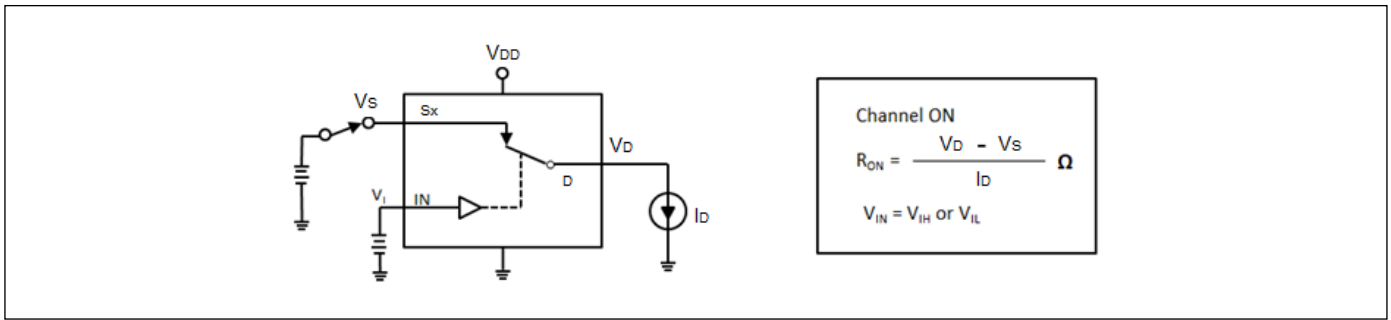 VDD
VS
Sx
VD
D
VI
IN
ID
Channel ON
RON = VD - VS / ID Ω
VIN = VIH or VIL